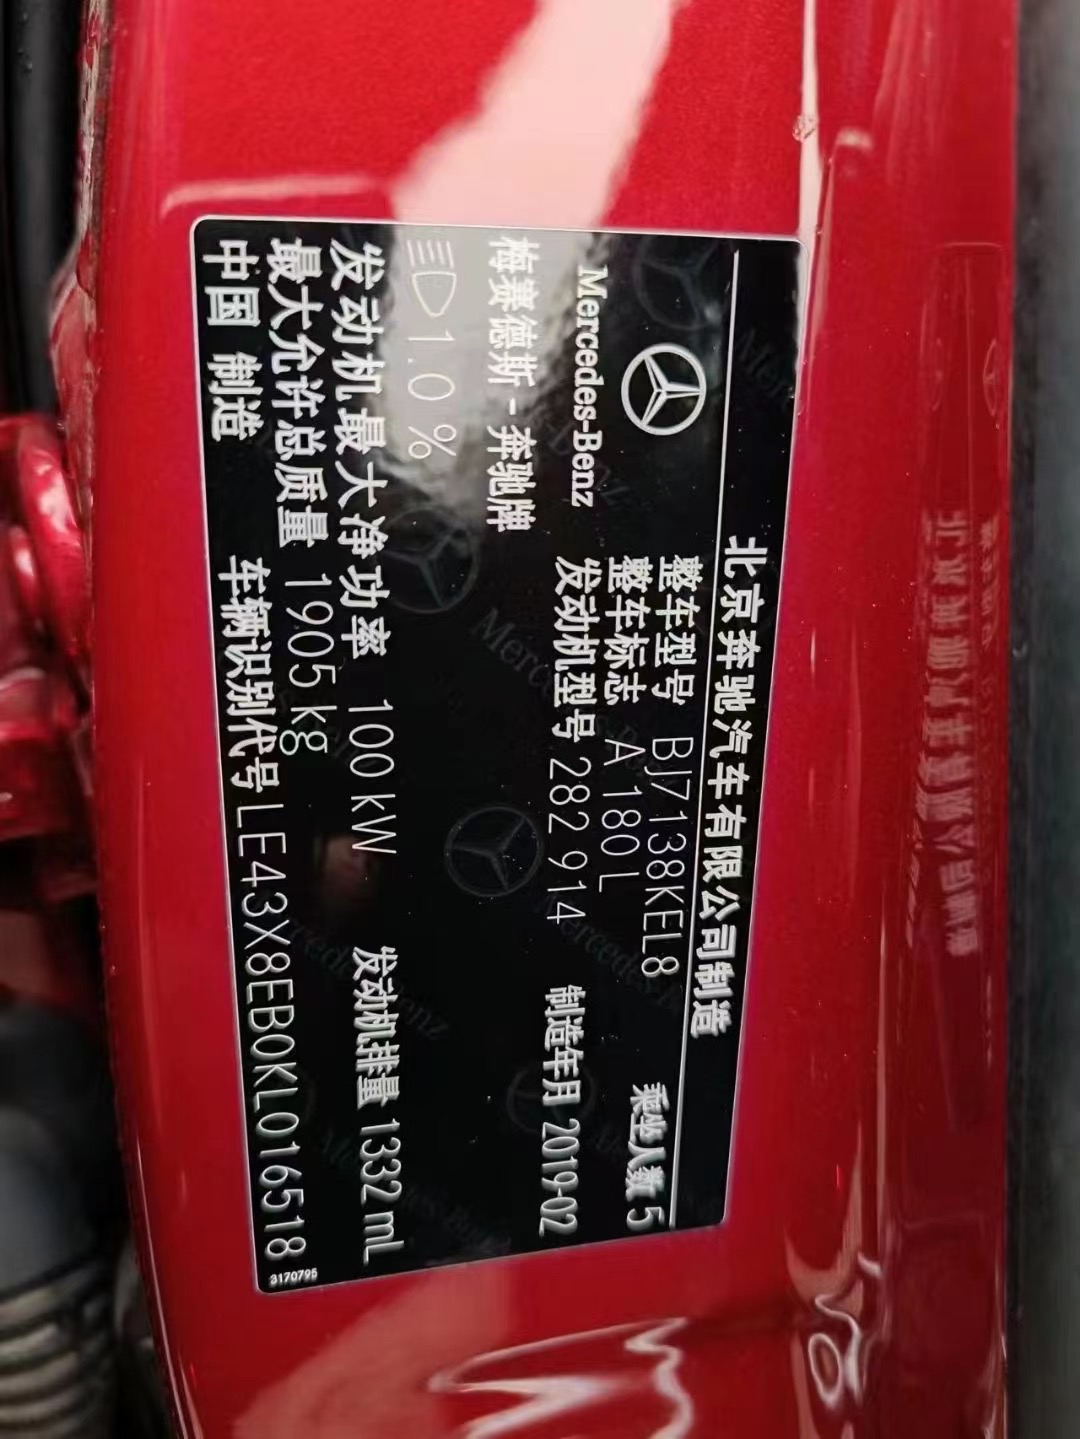 北京奔驰汽车有限公司制造
Mercedes-Benz
梅赛德斯-奔驰牌
整车型号 BJ7138KEL8 乘坐人数 5
整车标志 A 180 L
发动机型号 282 914 制造年月 2019-02
1.0 %
发动机最大净功率 100 kW 发动机排量 1332 mL
最大允许总质量 1905kg
中国 制造 车辆识别代号 LE43X8EB0KL016518
3170795